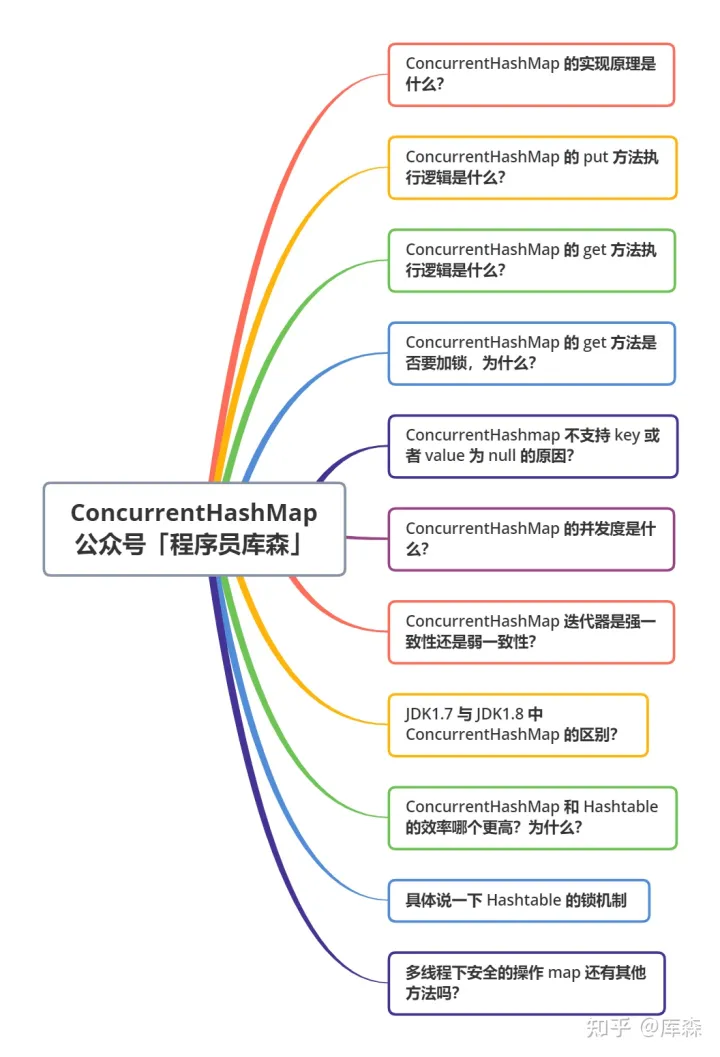 ConcurrentHashMap 的实现原理是
什么？
ConcurrentHashMap 的 put 方法执
行逻辑是什么？
ConcurrentHashMap 的 get 方法执
行逻辑是什么？
ConcurrentHashMap 的 get 方法是
否要加锁，为什么？
ConcurrentHashmap 不支持 key 或
者 value 为 null 的原因？
ConcurrentHashMap
公众号「程序员库森」
ConcurrentHashMap 的并发度是什
么？
ConcurrentHashMap 迭代器是强一
致性还是弱一致性？
JDK1.7 与 JDK1.8 中
ConcurrentHashMap 的区别？
ConcurrentHashMap 和 Hashtable
的效率哪个更高？为什么？
具体说一下 Hashtable 的锁机制
多线程下安全的操作 map 还有其他
方法吗？
知乎 @库森